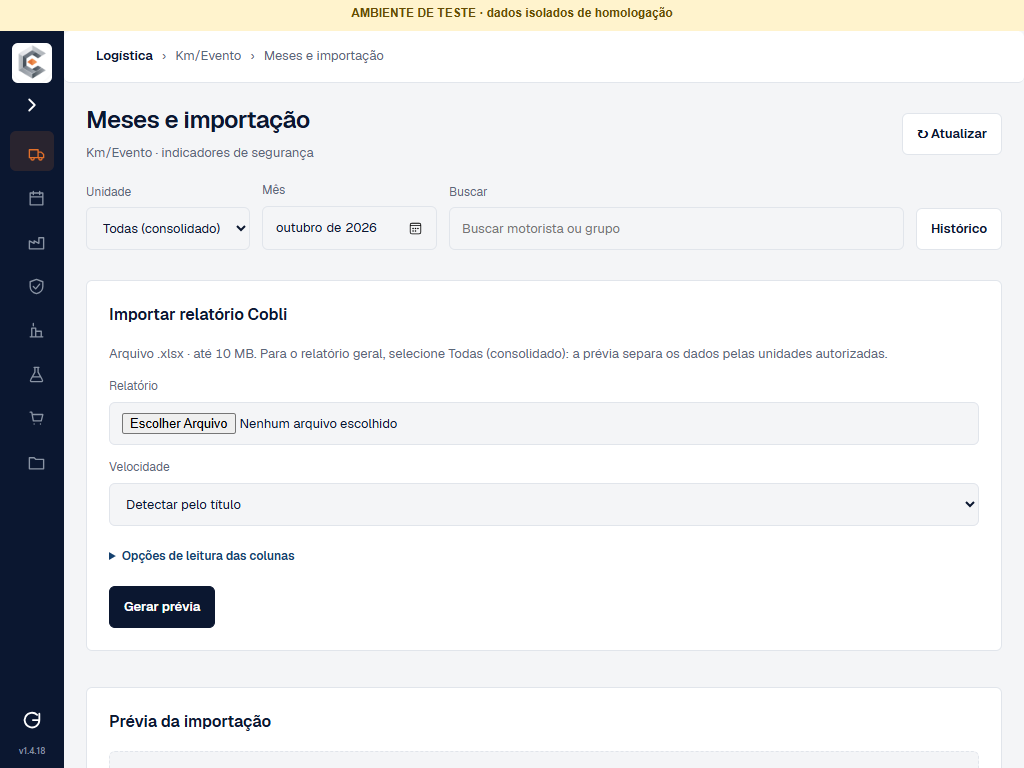 AMBIENTE DE TESTE · dados isolados de homologação
Logística › Km/Evento › Meses e importação
Meses e importação
Km/Evento · indicadores de segurança
↻ Atualizar
Unidade
Mês
Buscar
Todas (consolidado)
outubro de 2026
Buscar motorista ou grupo
Histórico
Importar relatório Cobli
Arquivo .xlsx · até 10 MB. Para o relatório geral, selecione Todas (consolidado): a prévia separa os dados pelas unidades autorizadas.
Relatório
Escolher Arquivo Nenhum arquivo escolhido
Velocidade
Detectar pelo título
Opções de leitura das colunas
Gerar prévia
Prévia da importação
v1.4.18